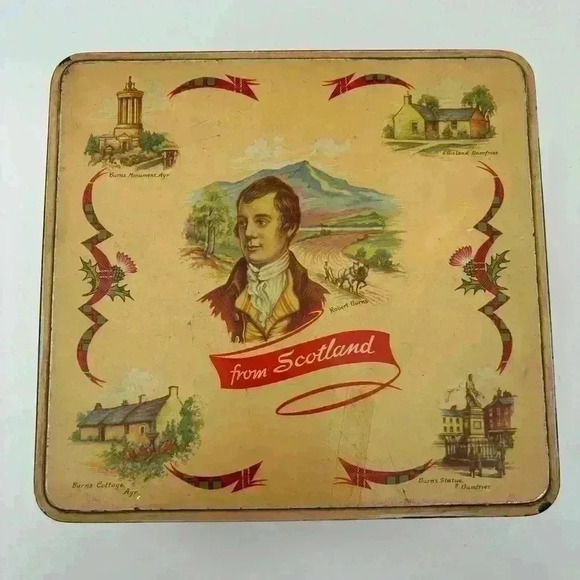 Burns Monument, Ayr
Ellisland Dumfries
Robert Burns
from Scotland
Burns Cottage,
Ayr
Burns Statue,
Dumfries